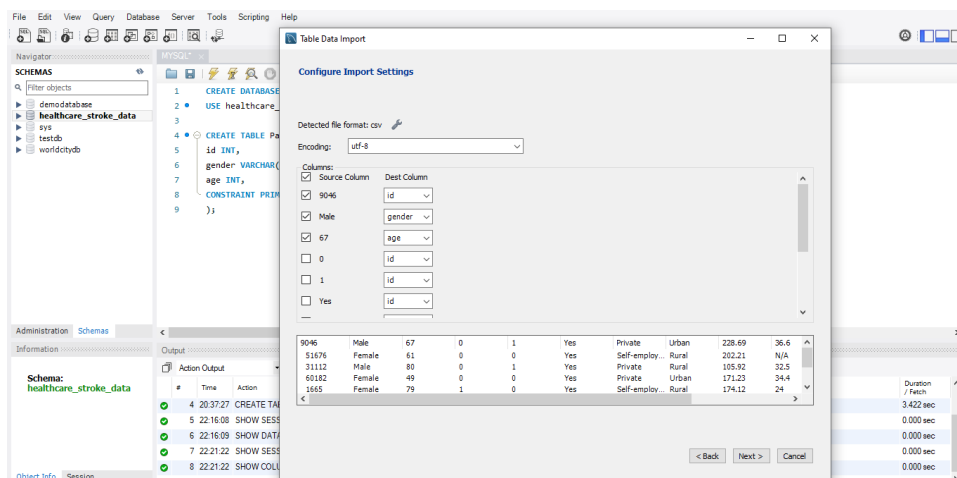 File Edit View Query Database Server Tools Scripting Help
Navigator
SCHEMAS
Filter objects
demodatabase
healthcare_stroke_data
sys
testdb
worldcitydb
Administration Schemas
Information
Schema:
healthcare_stroke_data
Object Info Session
MYSQL*
1 CREATE DATABASE
2 USE healthcare_
3
4 CREATE TABLE Pa
5 id INT,
6 gender VARCHAR(
7 age INT,
8 CONSTRAINT PRIM
9 );
Output
Action Output
# Time Action
4 20:37:27 CREATE TA
5 22:16:08 SHOW SESS
6 22:16:09 SHOW DATA
7 22:21:22 SHOW SESS
8 22:21:22 SHOW COLU
Table Data Import
Configure Import Settings
Detected file format: csv
Encoding: utf-8
Columns:
Source Column Dest Column
9046 id
Male gender
67 age
0 id
1 id
Yes id
9046 Male 67 0 1 Yes Private Urban 228.69 36.6
51676 Female 61 0 0 Yes Self-employ... Rural 202.21 N/A
31112 Male 80 0 1 Yes Private Rural 105.92 32.5
60182 Female 49 0 0 Yes Private Urban 171.23 34.4
1665 Female 79 1 0 Yes Self-employ... Rural 174.12 24
< Back Next > Cancel
Duration
/ Fetch
3.422 sec
0.000 sec
0.000 sec
0.000 sec
0.000 sec